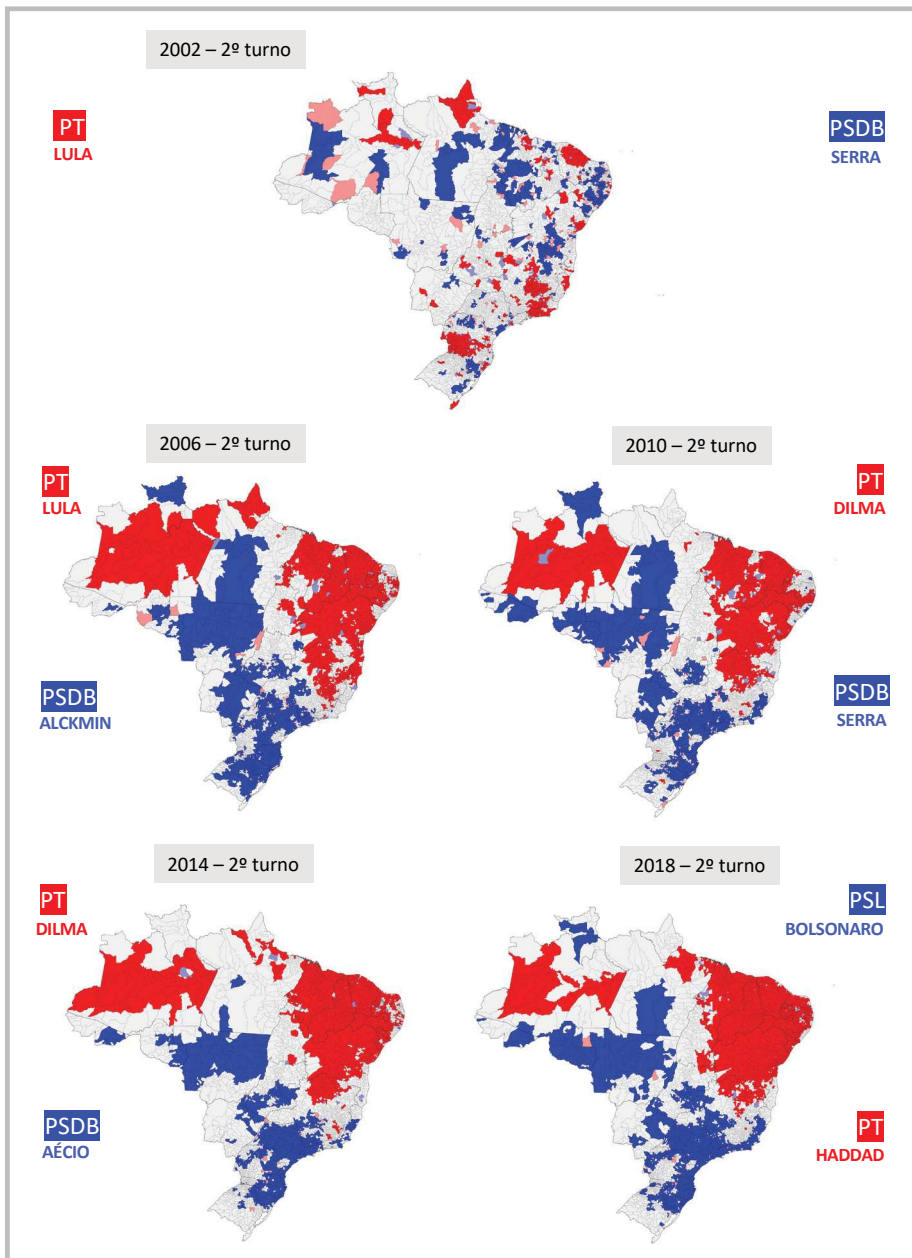 2002 – 2º turno
PT
LULA
PSDB
SERRA
2006 – 2º turno
PT
LULA
PSDB
ALCKMIN
2010 – 2º turno
PT
DILMA
PSDB
SERRA
2014 – 2º turno
PT
DILMA
PSDB
AÉCIO
2018 – 2º turno
PSL
BOLSONARO
PT
HADDAD